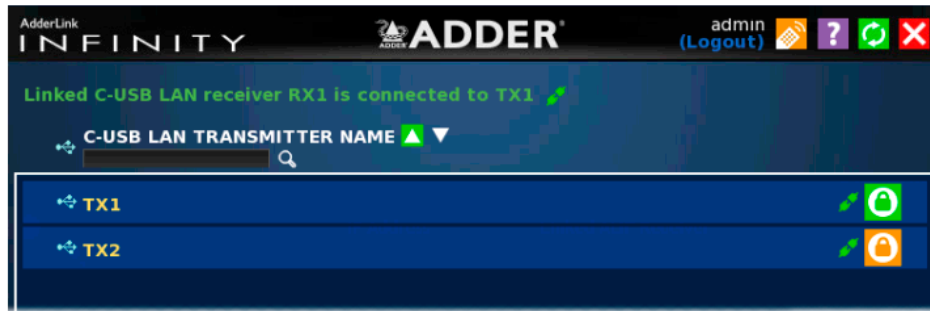 AdderLink
INFINITY
ADDER
ADDER®
admin
(Logout)
?
Linked C-USB LAN receiver RX1 is connected to TX1
C-USB LAN TRANSMITTER NAME
TX1
TX2